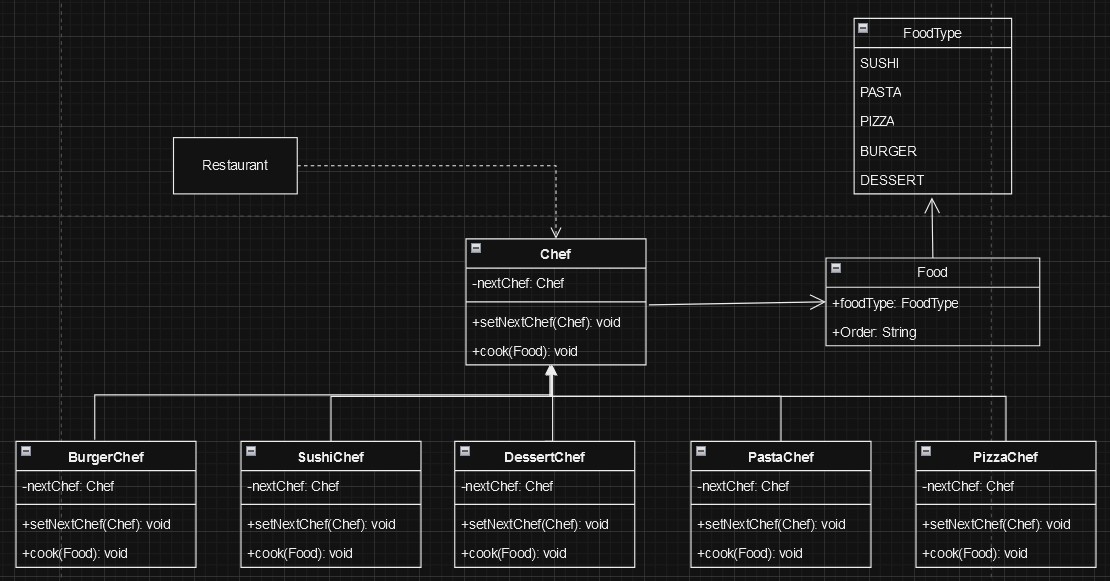 FoodType
SUSHI
PASTA
PIZZA
BURGER
DESSERT
Restaurant
Chef
-nextChef: Chef
+setNextChef(Chef): void
+cook(Food): void
Food
+foodType: FoodType
+Order: String
BurgerChef
-nextChef: Chef
+setNextChef(Chef): void
+cook(Food): void
SushiChef
-nextChef: Chef
+setNextChef(Chef): void
+cook(Food): void
DessertChef
-nextChef: Chef
+setNextChef(Chef): void
+cook(Food): void
PastaChef
-nextChef: Chef
+setNextChef(Chef): void
+cook(Food): void
PizzaChef
-nextChef: Chef
+setNextChef(Chef): void
+cook(Food): void